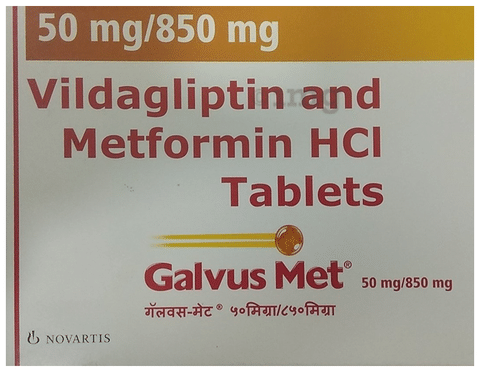 50 mg/850 mg
Vildagliptin and
Metformin HCl
Tablets
Galvus Met® 50 mg/850 mg
गॅलवस-मेट® ५०मिग्रा/८५०मिग्रा
NOVARTIS